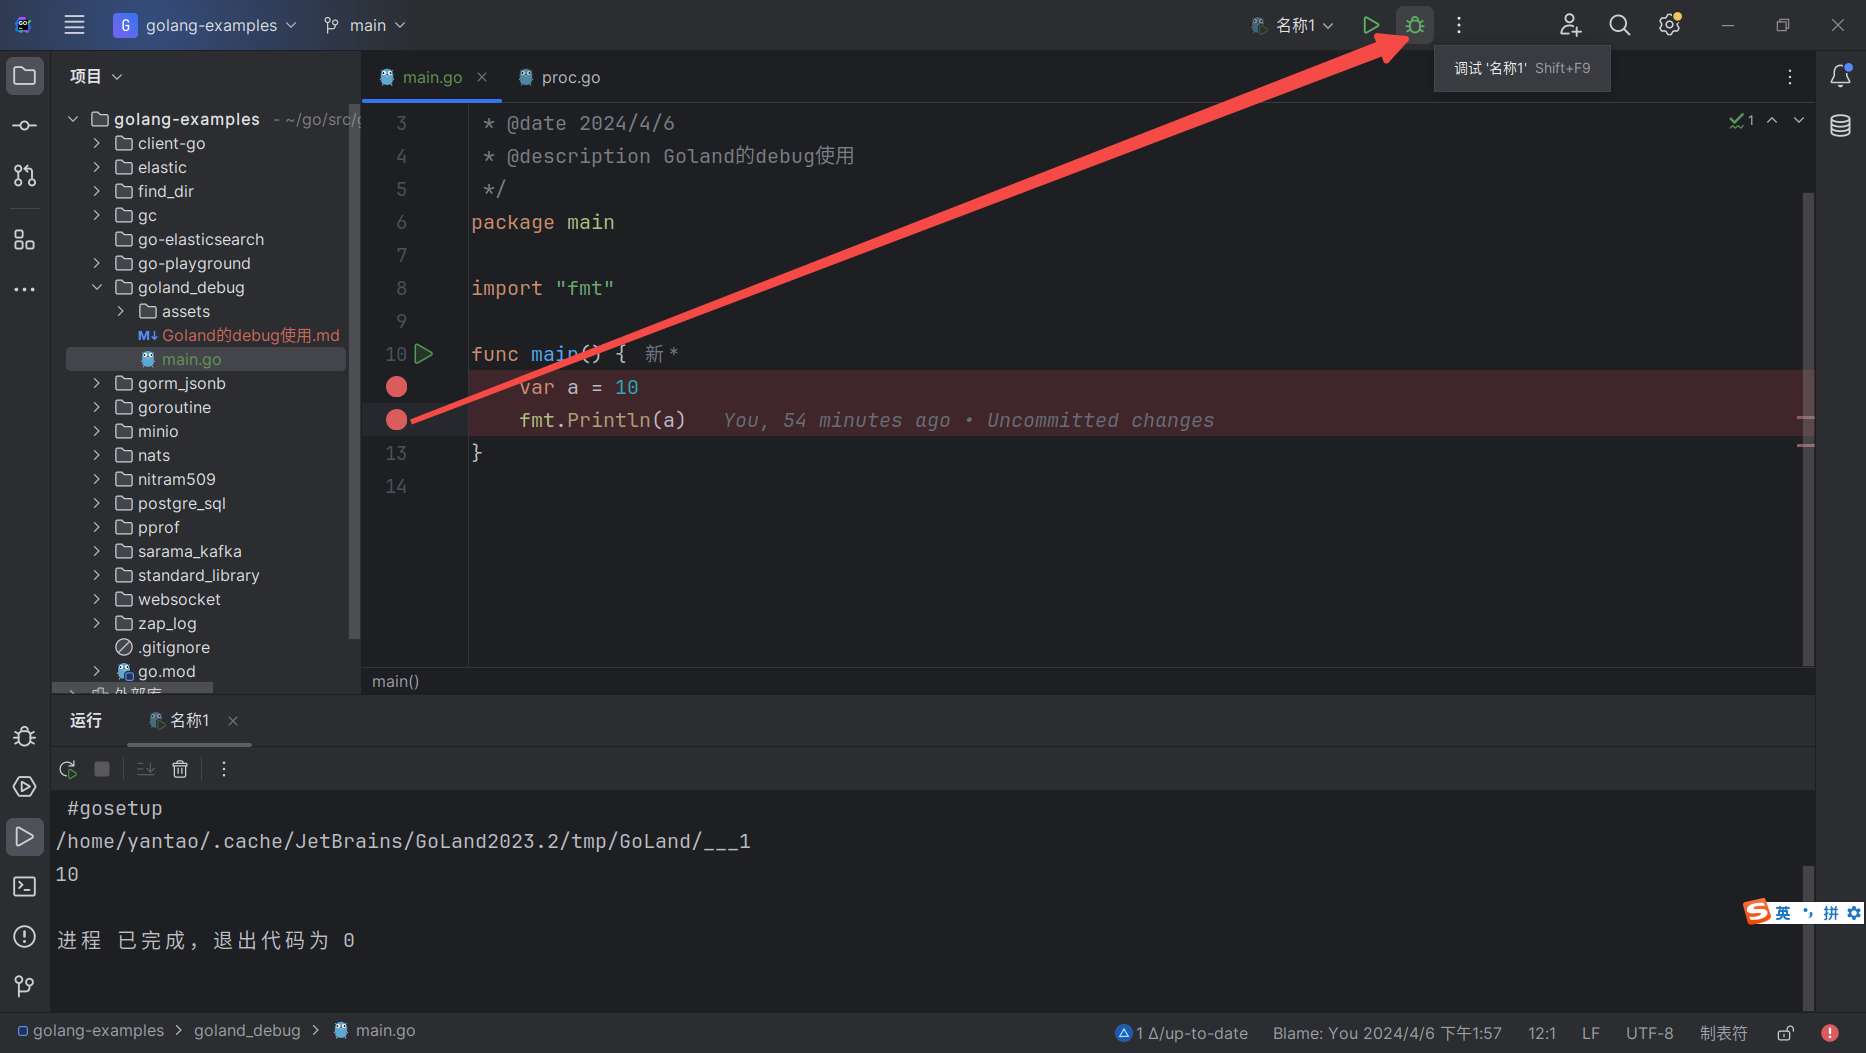 G golang-examples main 名称1
调试 '名称1' Shift+F9
项目
main.go
proc.go
golang-examples - ~/go/src/
client-go
elastic
find_dir
gc
go-elasticsearch
go-playground
goland_debug
assets
M↓ Goland的debug使用.md
main.go
gorm_jsonb
goroutine
minio
nats
nitram509
postgre_sql
pprof
sarama_kafka
standard_library
websocket
zap_log
.gitignore
go.mod
外部库
1
3 * @date 2024/4/6
4 * @description Goland的debug使用
5 */
6 package main
7
8 import "fmt"
9
10 func main() { 新 *
var a = 10
fmt.Println(a) You, 54 minutes ago • Uncommitted changes
13 }
14
main()
运行 名称1
#gosetup
/home/yantao/.cache/JetBrains/GoLand2023.2/tmp/GoLand/___1
10
进程 已完成，退出代码为 0
英 拼
golang-examples > goland_debug > main.go
1 Δ/up-to-date Blame: You 2024/4/6 下午1:57 12:1 LF UTF-8 制表符